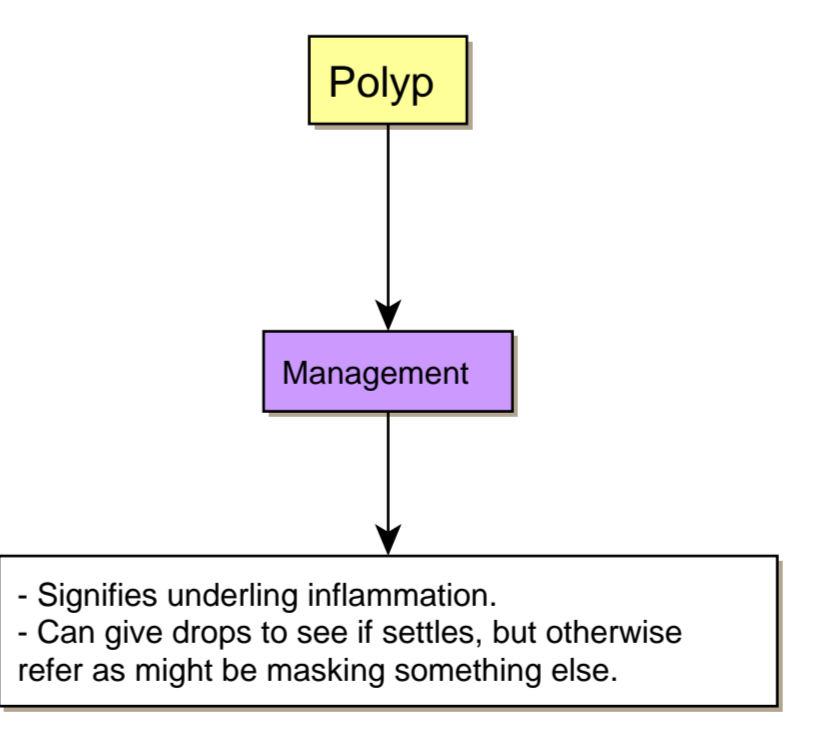 Polyp
Management
- Signifies underling inflammation.
- Can give drops to see if settles, but otherwise
refer as might be masking something else.